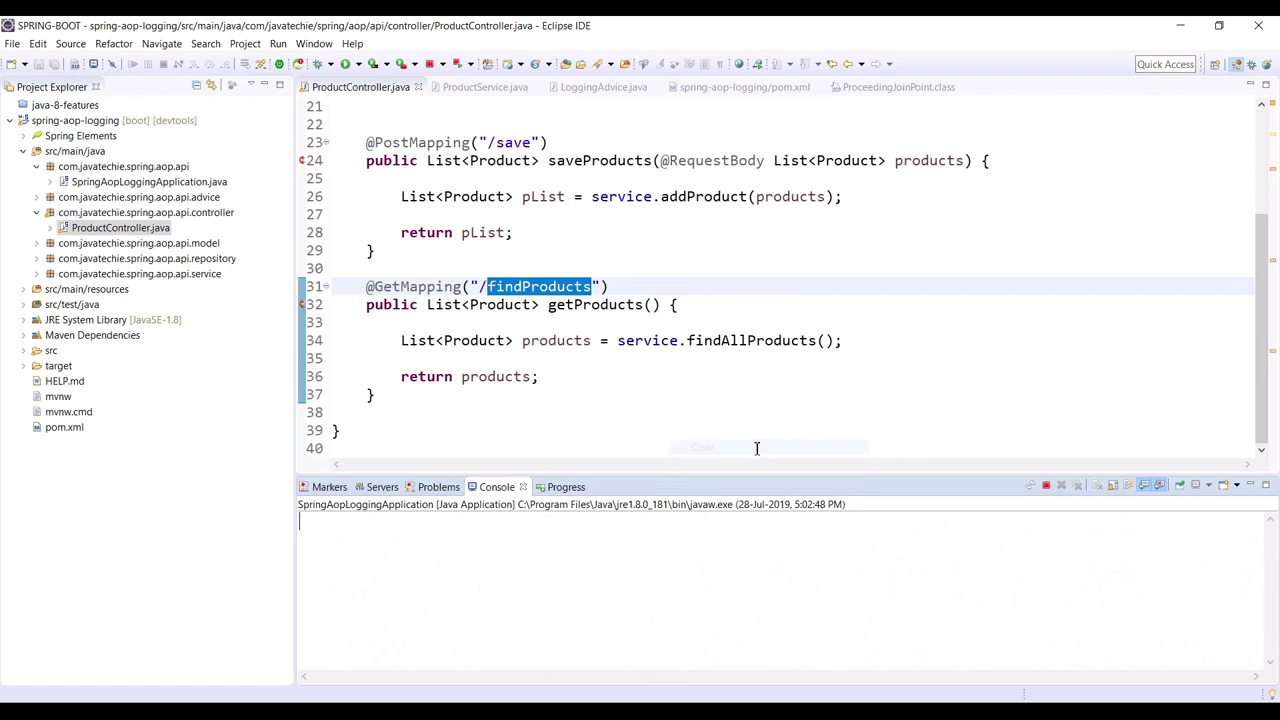 SPRING-BOOT - spring-aop-logging/src/main/java/com/javatechie/spring/aop/api/controller/ProductController.java - Eclipse IDE
File Edit Source Refactor Navigate Search Project Run Window Help
Quick Access
Project Explorer
ProductController.java ProductService.java LoggingAdvice.java spring-aop-logging/pom.xml ProceedingJoinPoint.class
java-8-features
spring-aop-logging [boot] [devtools]
Spring Elements
src/main/java
com.javatechie.spring.aop.api
SpringAopLoggingApplication.java
com.javatechie.spring.aop.api.advice
com.javatechie.spring.aop.api.controller
ProductController.java
com.javatechie.spring.aop.api.model
com.javatechie.spring.aop.api.repository
com.javatechie.spring.aop.api.service
src/main/resources
src/test/java
JRE System Library [JavaSE-1.8]
Maven Dependencies
src
target
HELP.md
mvnw
mvnw.cmd
pom.xml
21
22
23 @PostMapping("/save")
24 public List<Product> saveProducts(@RequestBody List<Product> products) {
25
26 List<Product> pList = service.addProduct(products);
27
28 return pList;
29 }
30
31 @GetMapping("/findProducts")
32 public List<Product> getProducts() {
33
34 List<Product> products = service.findAllProducts();
35
36 return products;
37 }
38
39 }
40
Clear
Markers Servers Problems Console Progress
SpringAopLoggingApplication [Java Application] C:\Program Files\Java\jre1.8.0_181\bin\javaw.exe (28-Jul-2019, 5:02:48 PM)